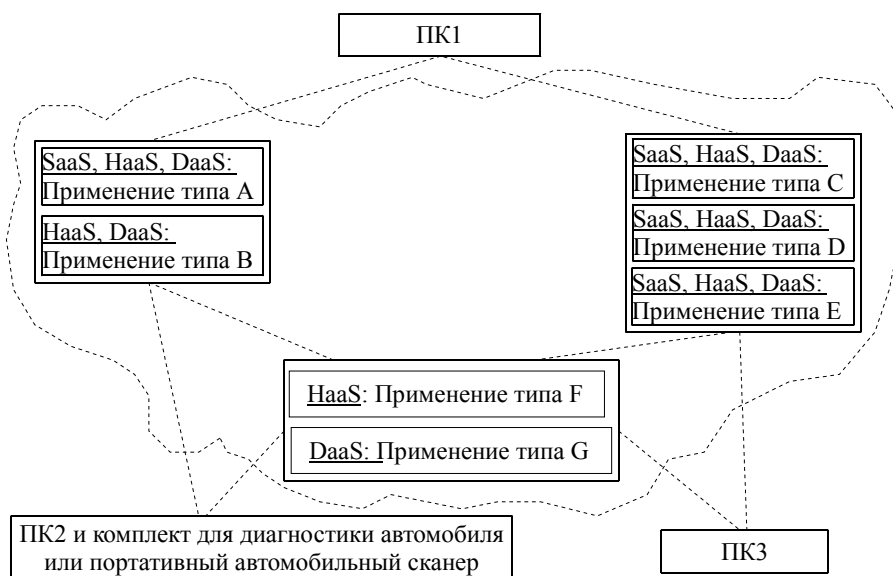 ПК1
SaaS, HaaS, DaaS:
Применение типа A
HaaS, DaaS:
Применение типа B
SaaS, HaaS, DaaS:
Применение типа C
SaaS, HaaS, DaaS:
Применение типа D
SaaS, HaaS, DaaS:
Применение типа E
HaaS: Применение типа F
DaaS: Применение типа G
ПК2 и комплект для диагностики автомобиля
или портативный автомобильный сканер
ПК3